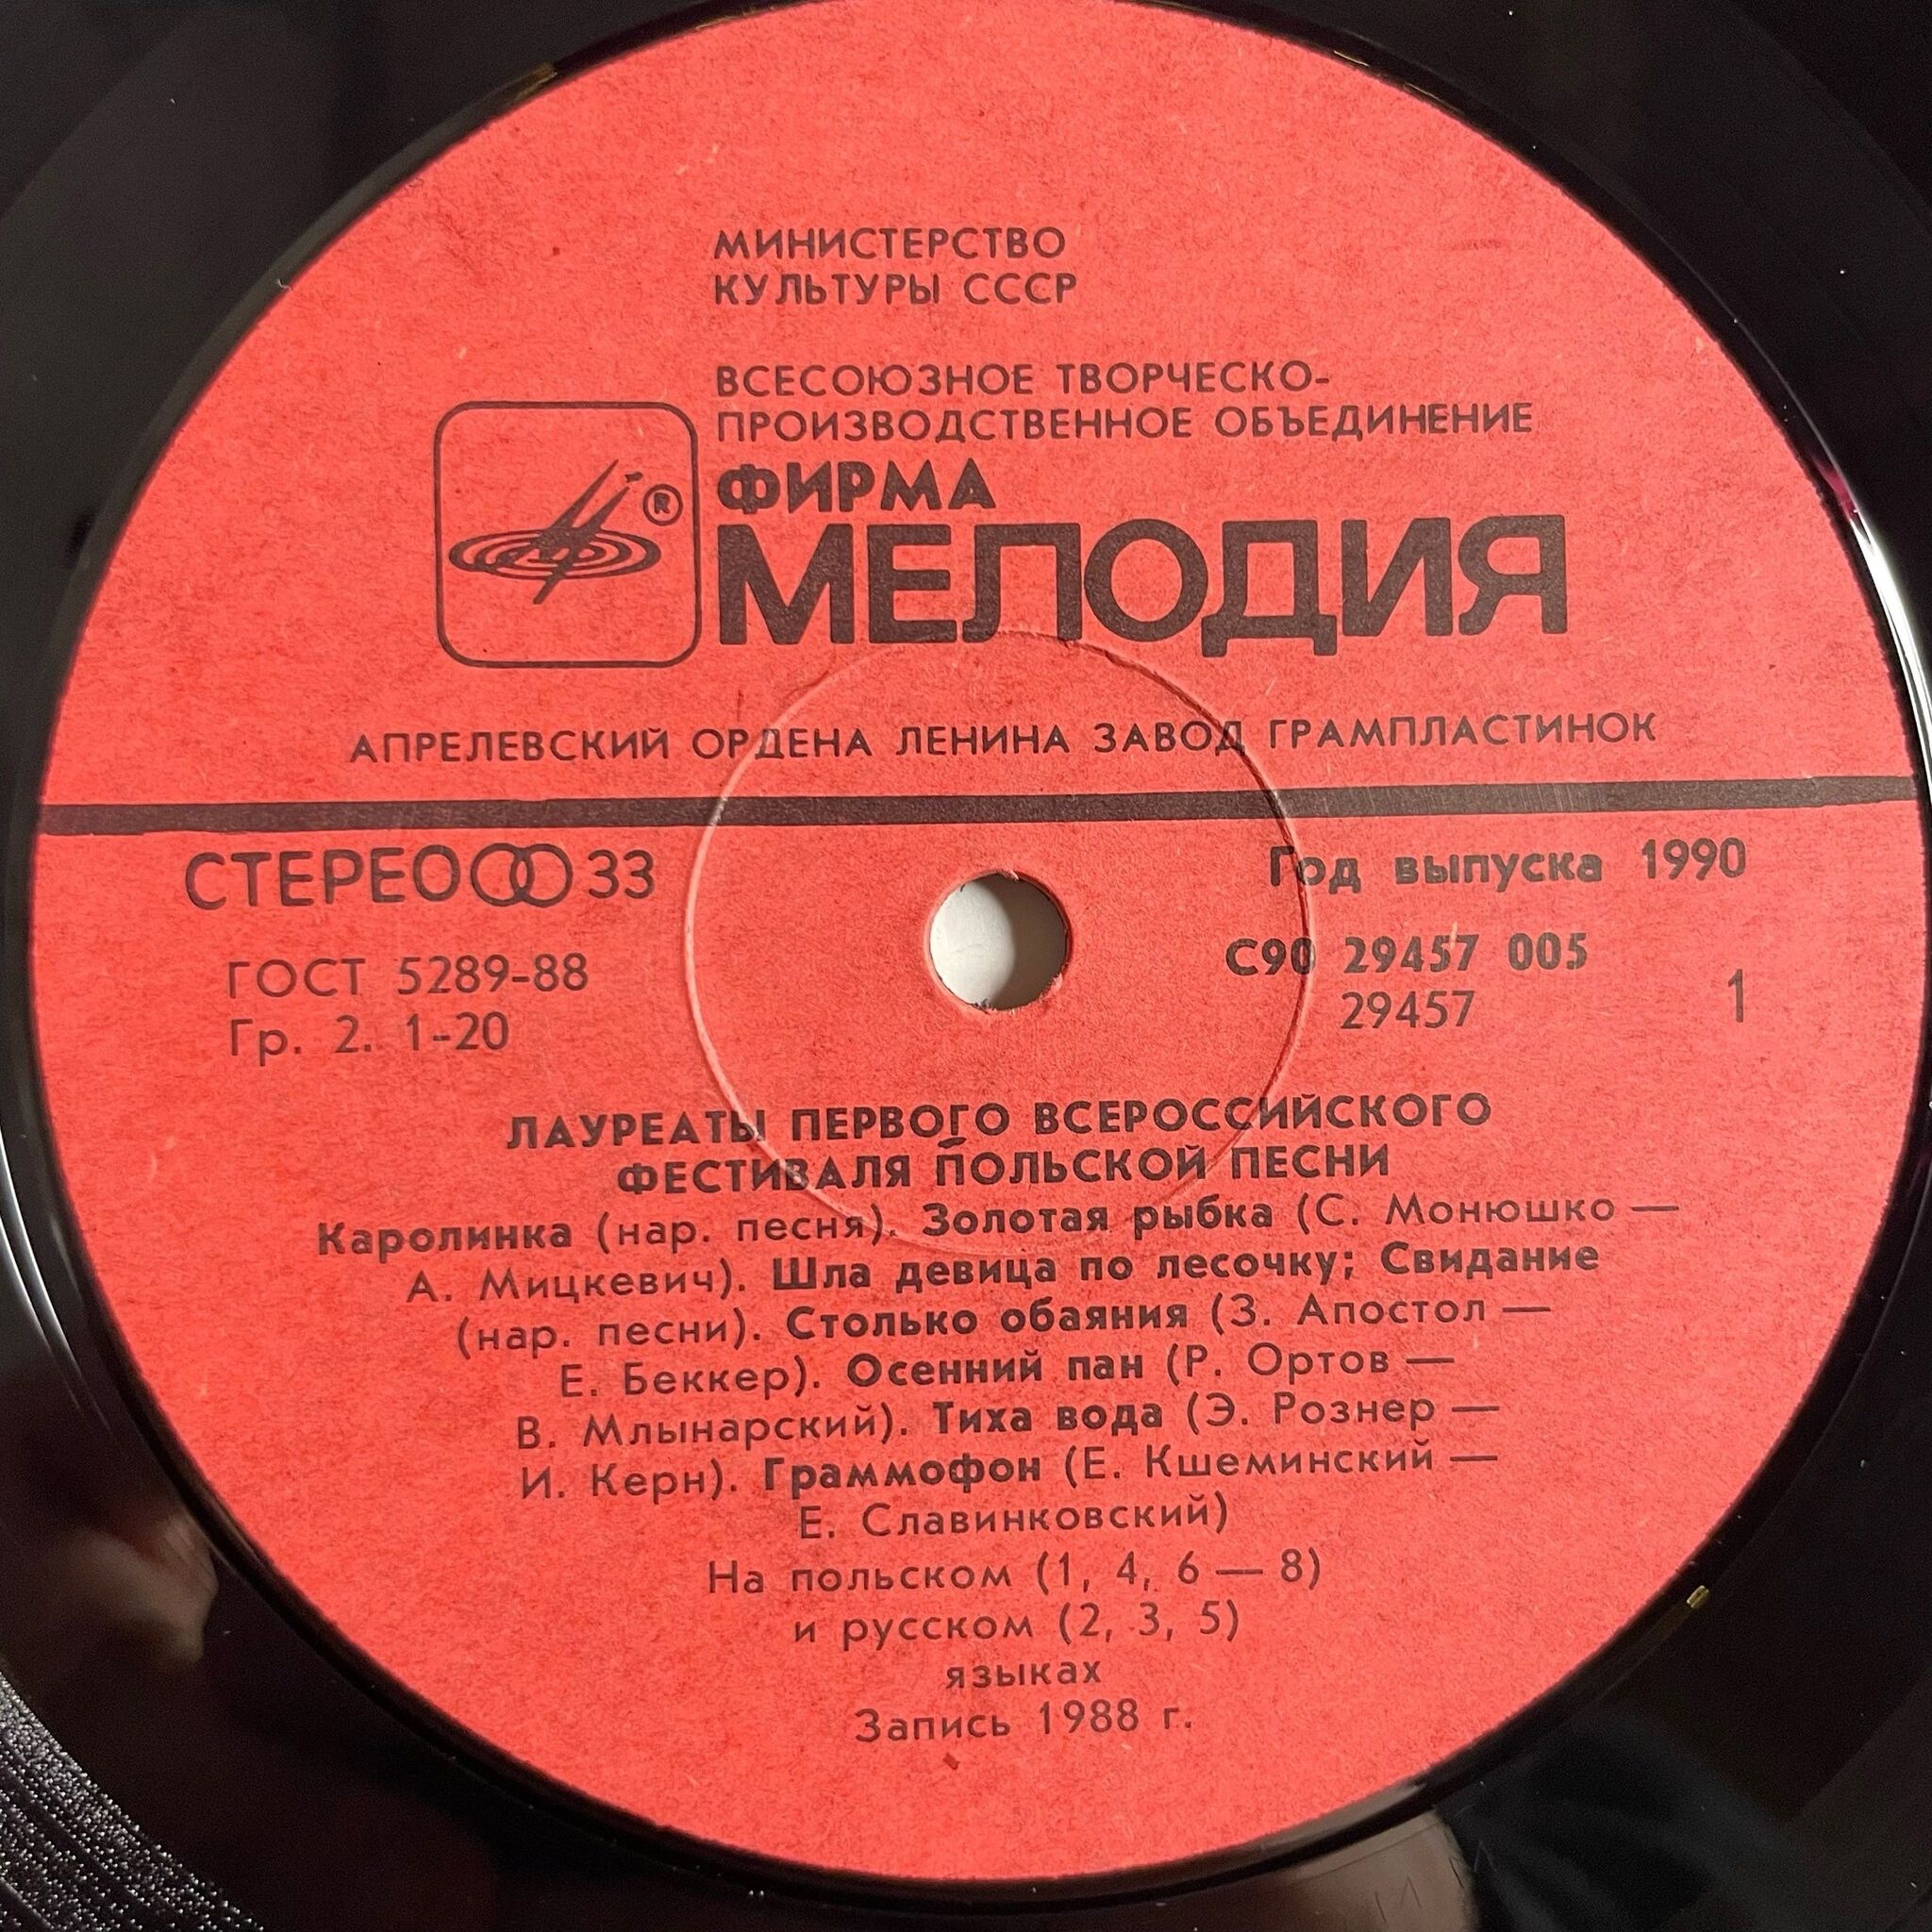 МИНИСТЕРСТВО
КУЛЬТУРЫ СССР
ВСЕСОЮЗНОЕ ТВОРЧЕСКО-
ПРОИЗВОДСТВЕННОЕ ОБЪЕДИНЕНИЕ
ФИРМА
®
МЕЛОДИЯ
АПРЕЛЕВСКИЙ ОРДЕНА ЛЕНИНА ЗАВОД ГРАМПЛАСТИНОК
СТЕРЕО 33
Год выпуска 1990
ГОСТ 5289-88
С90 29457 005
Гр. 2. 1-20
29457
1
ЛАУРЕАТЫ ПЕРВОГО ВСЕРОССИЙСКОГО
ФЕСТИВАЛЯ ПОЛЬСКОЙ ПЕСНИ
Каролинка (нар. песня). Золотая рыбка (С. Монюшко —
А. Мицкевич). Шла девица по лесочку; Свидание
(нар. песни). Столько обаяния (З. Апостол —
Е. Беккер). Осенний пан (Р. Ортов —
В. Млынарский). Тиха вода (Э. Рознер —
И. Керн). Граммофон (Е. Кшеминский —
Е. Славинковский)
На польском (1, 4, 6 — 8)
и русском (2, 3, 5)
языках
Запись 1988 г.